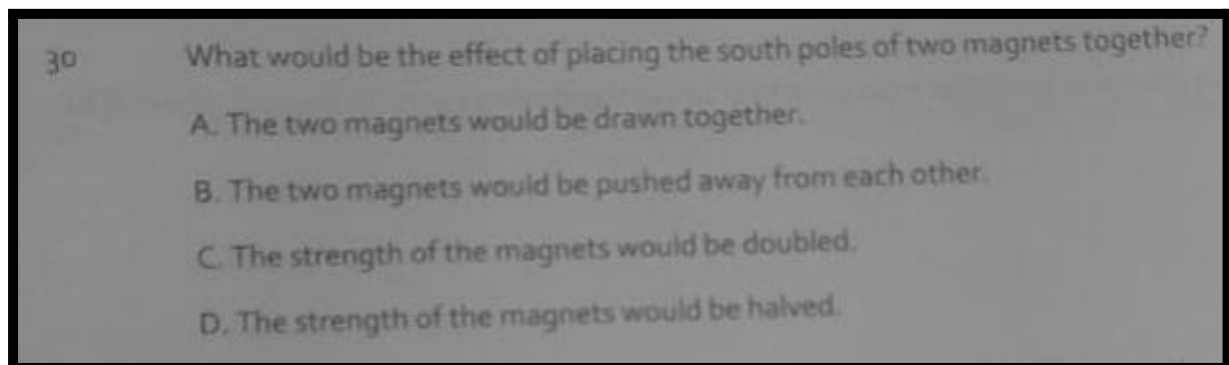 30 What would be the effect of placing the south poles of two magnets together?
A. The two magnets would be drawn together.
B. The two magnets would be pushed away from each other.
C. The strength of the magnets would be doubled.
D. The strength of the magnets would be halved.